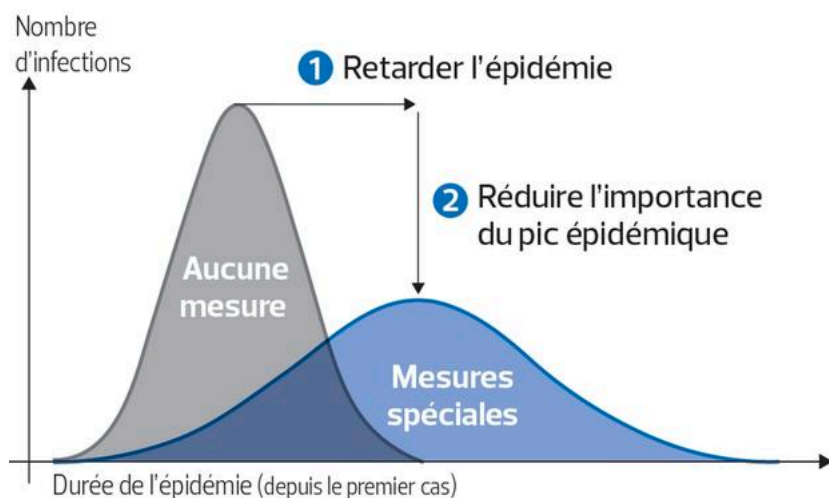 Nombre
d'infections
1 Retarder l'épidémie
2 Réduire l'importance
du pic épidémique
Aucune
mesure
Mesures
spéciales
Durée de l'épidémie (depuis le premier cas)